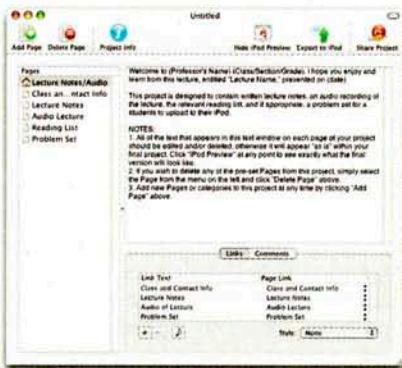 Untitled
Add Page Delete Page Project Info Hide iPod Preview Export to iPod Share Project
Pages
Lecture Notes/Audio
Class an...ntact Info
Lecture Notes
Audio Lecture
Reading List
Problem Set
Welcome to (Professor's Name) (Class/Section/Grade). I hope you enjoy and
learn from this lecture, entitled "Lecture Name," presented on (date)
This project is designed to contain written lecture notes, an audio recording of
the lecture, the relevant reading list, and if appropriate, a problem set for a
students to upload to their iPod.
NOTES:
1. All of the text that appears in this text window on each page of your project
should be edited and/or deleted, otherwise it will appear "as is" within your
final project. Click "iPod Preview" at any point to see exactly what the final
version will look like.
2. If you wish to delete any of the pre-set Pages from this project, simply select
the Page from the menu on the left and click "Delete Page" above.
3. Add new Pages or categories to this project at any time by clicking "Add
Page" above.
Links Comments
Link Text Page Link
Class and Contact Info Class and Contact Info
Lecture Notes Lecture Notes
Audio of Lecture Audio Lecture
Problem Set Problem Set
Style: None